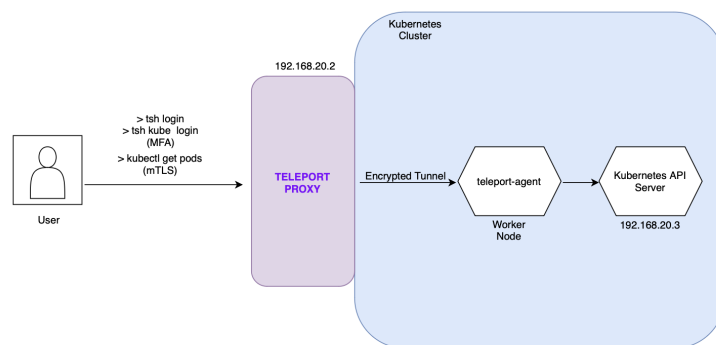 Kubernetes
Cluster
192.168.20.2
> tsh login
> tsh kube login
(MFA)
> kubectl get pods
(mTLS)
User
TELEPORT
PROXY
Encrypted Tunnel
teleport-agent
Worker
Node
Kubernetes API
Server
192.168.20.3